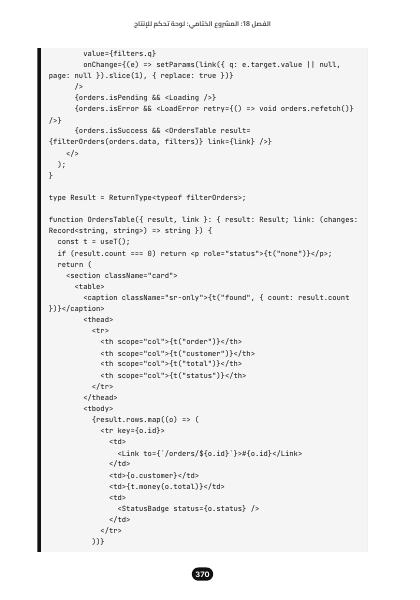 الفصل 18: المشروع الختامي: لوحة تحكم للإنتاج
value={filters.q}
onChange={(e) => setParams(link({ q: e.target.value || null,
page: null }).slice(1), { replace: true })}
/>
{orders.isPending && <Loading />}
{orders.isError && <LoadError retry={() => void orders.refetch()}
/>}
{orders.isSuccess && <OrdersTable result=
{filterOrders(orders.data, filters)} link={link} />}
</>
);
}
type Result = ReturnType<typeof filterOrders>;
function OrdersTable({ result, link }: { result: Result; link: (changes:
Record<string, string>) => string }) {
const t = useT();
if (result.count === 0) return <p role="status">{t("none")}</p>;
return (
<section className="card">
<table>
<caption className="sr-only">{t("found", { count: result.count
})}</caption>
<thead>
<tr>
<th scope="col">{t("order")}</th>
<th scope="col">{t("customer")}</th>
<th scope="col">{t("total")}</th>
<th scope="col">{t("status")}</th>
</tr>
</thead>
<tbody>
{result.rows.map((o) => (
<tr key={o.id}>
<td>
<Link to={`/orders/${o.id}`}>#{o.id}</Link>
</td>
<td>{o.customer}</td>
<td>{t.money(o.total)}</td>
<td>
<StatusBadge status={o.status} />
</td>
</tr>
))}
370